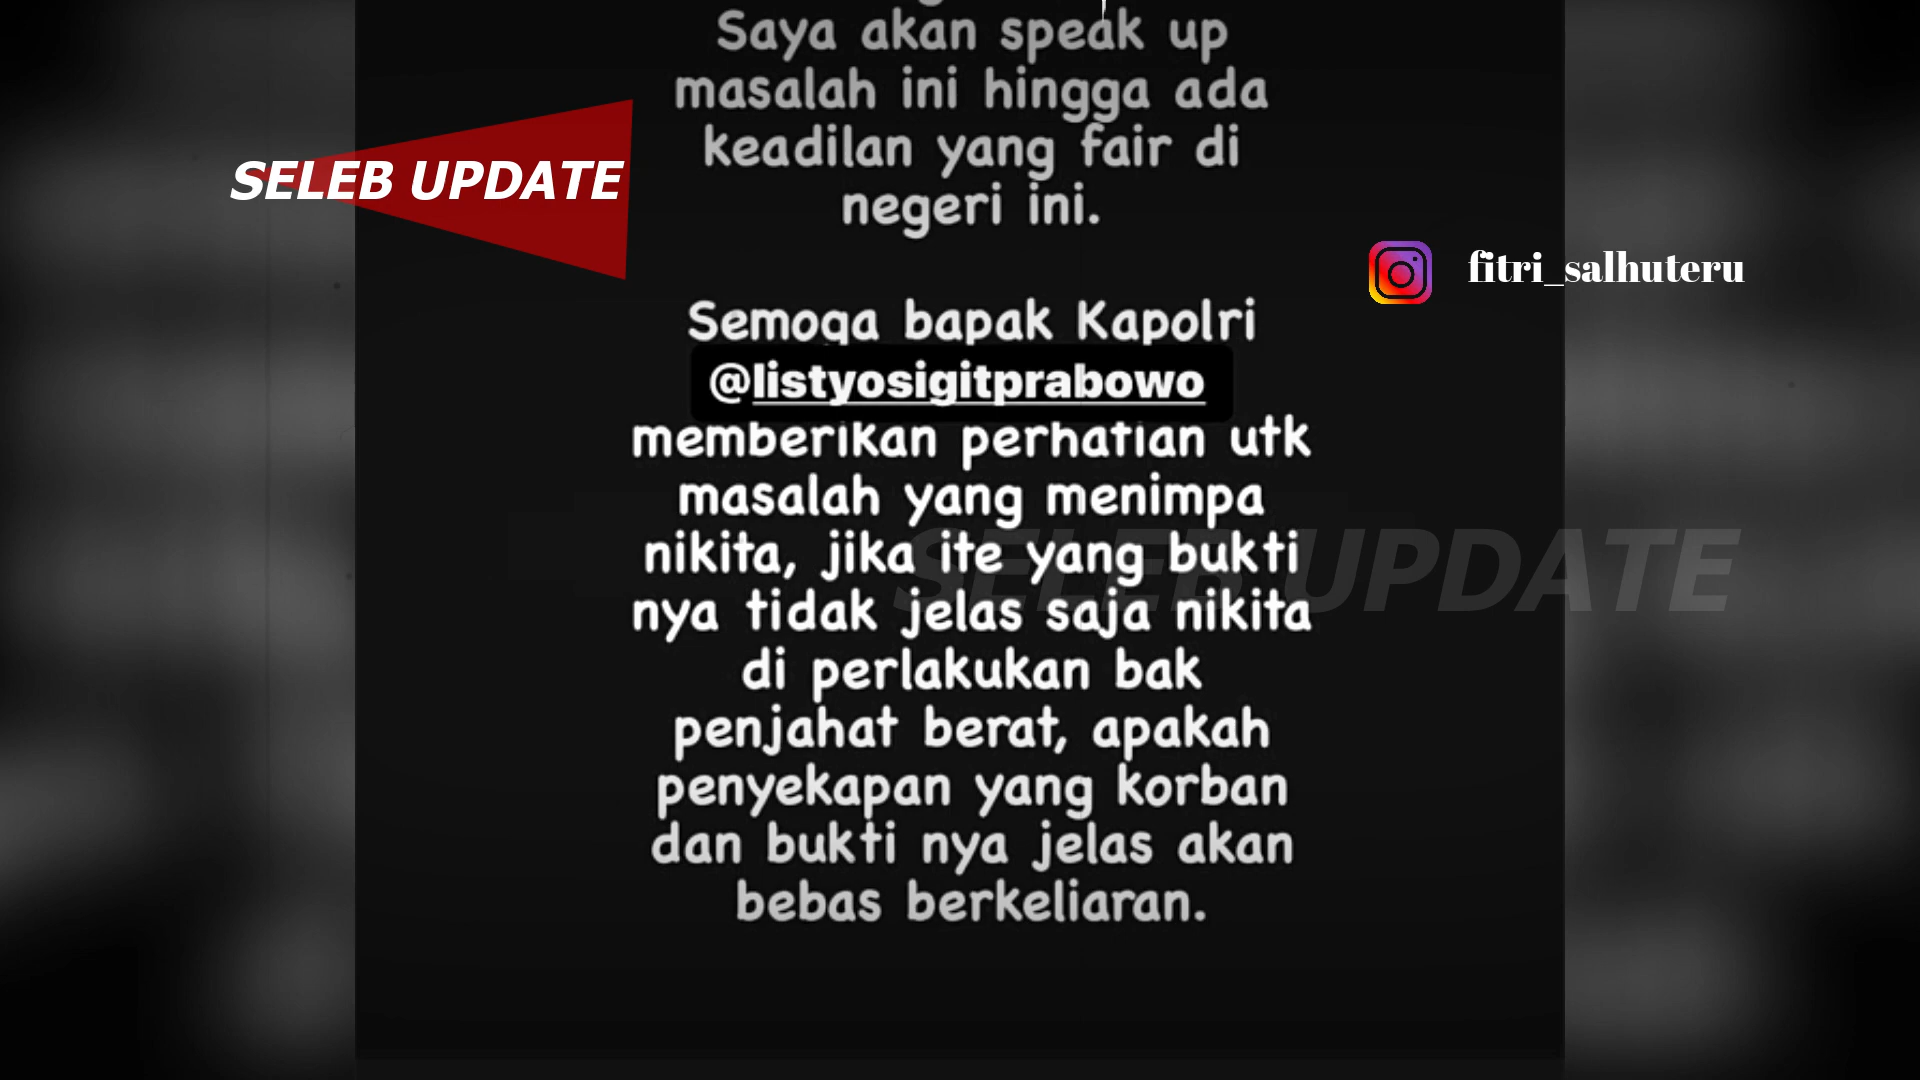 Saya akan speak up
masalah ini hingga ada
keadilan yang fair di
negeri ini.
SELEB UPDATE
fitri_salhuteru
Semoga bapak Kapolri
@listyosigitprabowo
memberikan perhatian utk
masalah yang menimpa
nikita, jika ite yang bukti
nya tidak jelas saja nikita
di perlakukan bak
penjahat berat, apakah
penyekapan yang korban
dan bukti nya jelas akan
bebas berkeliaran.
SELEB UPDATE